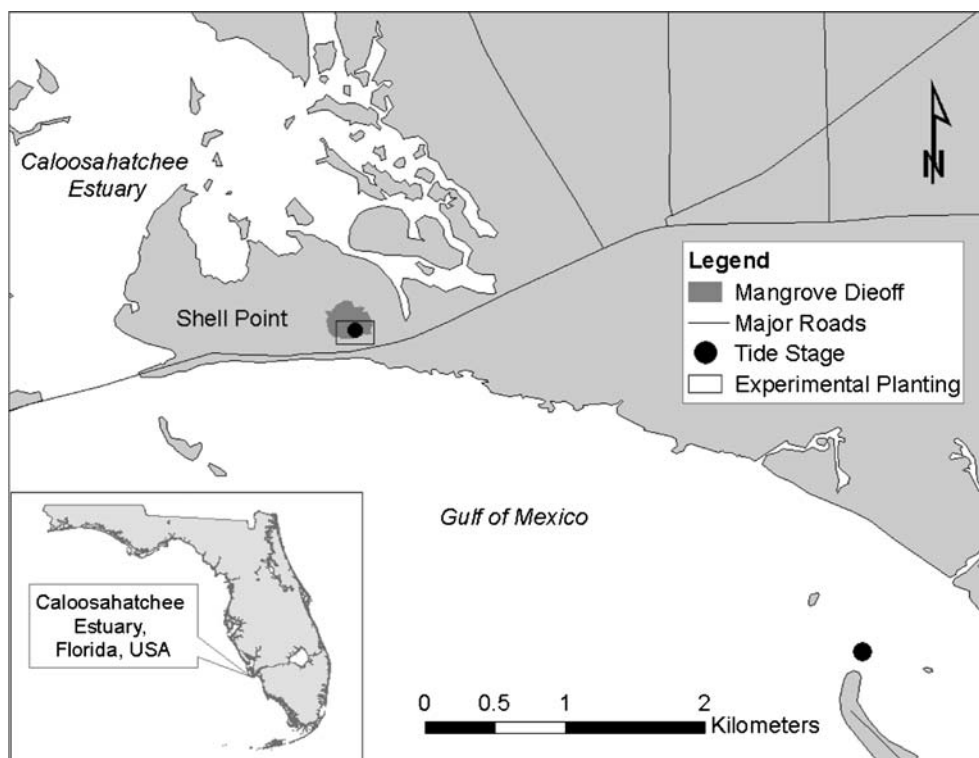 Caloosahatchee
Estuary
N
Legend
Mangrove Dieoff
Major Roads
Tide Stage
Experimental Planting
Shell Point
Gulf of Mexico
Caloosahatchee
Estuary,
Florida, USA
0 0.5 1 2
Kilometers